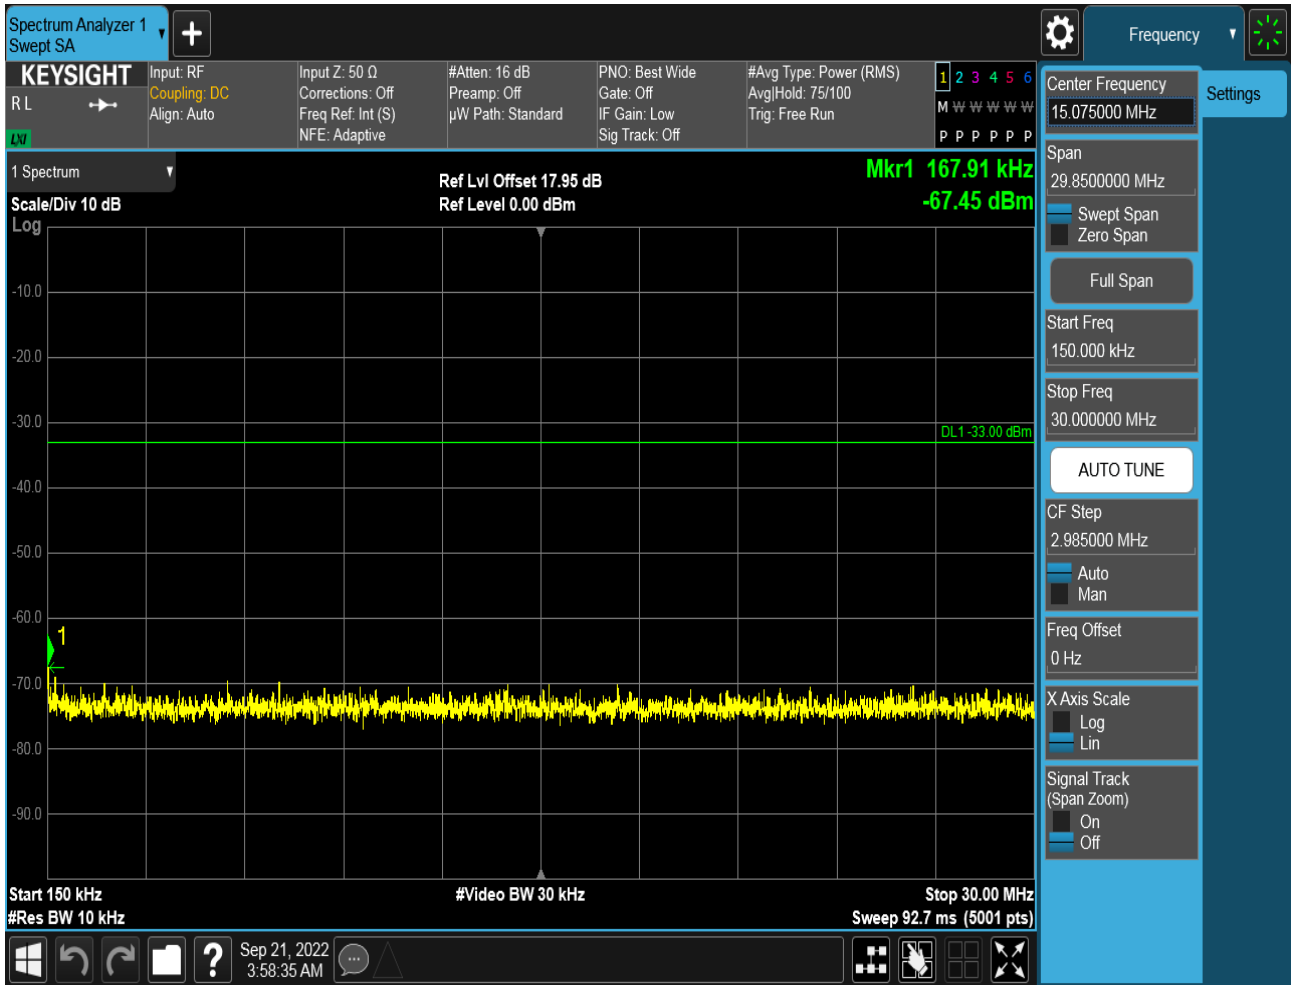 Spectrum Analyzer 1
Swept SA
Frequency
KEYSIGHT
R L
LXI
Input: RF
Coupling: DC
Align: Auto
Input Z: 50 Ω
Corrections: Off
Freq Ref: Int (S)
NFE: Adaptive
#Atten: 16 dB
Preamp: Off
µW Path: Standard
PNO: Best Wide
Gate: Off
IF Gain: Low
Sig Track: Off
#Avg Type: Power (RMS)
Avg|Hold: 75/100
Trig: Free Run
1 2 3 4 5 6
M W W W W W
P P P P P P
1 Spectrum
Scale/Div 10 dB
Log
Ref Lvl Offset 17.95 dB
Ref Level 0.00 dBm
Mkr1 167.91 kHz
-67.45 dBm
-10.0
-20.0
-30.0
DL1 -33.00 dBm
-40.0
-50.0
-60.0
1
-70.0
-80.0
-90.0
Start 150 kHz
#Video BW 30 kHz
Stop 30.00 MHz
#Res BW 10 kHz
Sweep 92.7 ms (5001 pts)
Sep 21, 2022
3:58:35 AM
Center Frequency
15.075000 MHz
Settings
Span
29.8500000 MHz
Swept Span
Zero Span
Full Span
Start Freq
150.000 kHz
Stop Freq
30.000000 MHz
AUTO TUNE
CF Step
2.985000 MHz
Auto
Man
Freq Offset
0 Hz
X Axis Scale
Log
Lin
Signal Track
(Span Zoom)
On
Off